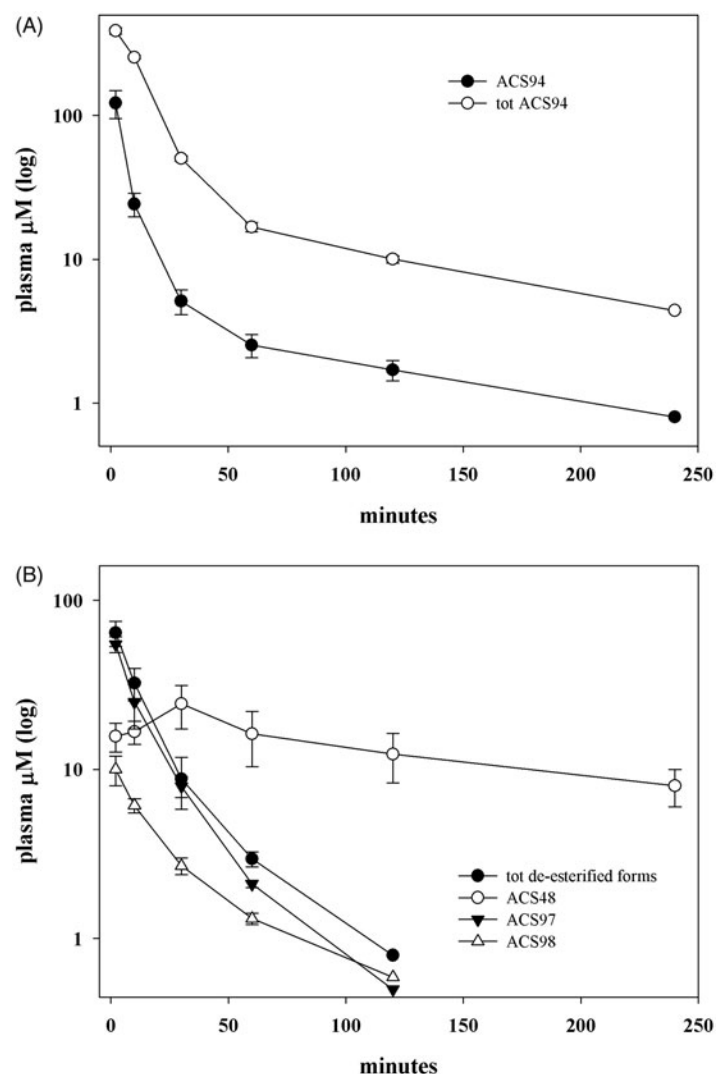 (A)
ACS94
tot ACS94
100
10
1
plasma µM (log)
0 50 100 150 200 250
minutes
(B)
100
10
1
plasma µM (log)
tot de-esterified forms
ACS48
ACS97
ACS98
0 50 100 150 200 250
minutes